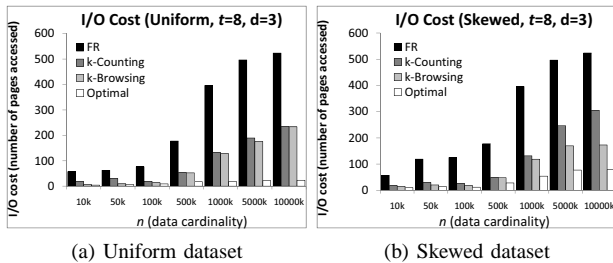 I/O Cost (Uniform, t=8, d=3)
I/O cost (number of pages accessed)
600
500
400
300
200
100
0
FR
k-Counting
k-Browsing
Optimal
10k 50k 100k 500k 1000k 5000k 10000k
n (data cardinality)
(a) Uniform dataset
I/O Cost (Skewed, t=8, d=3)
I/O cost (number of pages accessed)
600
500
400
300
200
100
0
FR
k-Counting
k-Browsing
Optimal
10k 50k 100k 500k 1000k 5000k 10000k
n (data cardinality)
(b) Skewed dataset